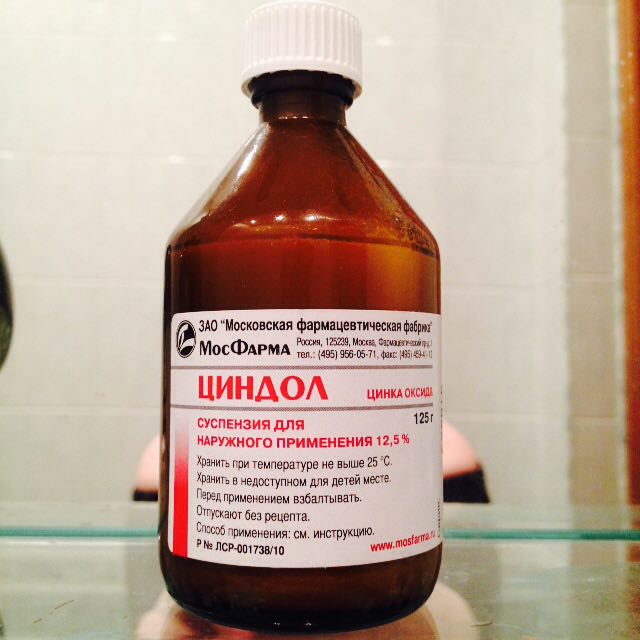 ЗАО "Московская фармацевтическая фабрика"
МосФарма
Россия, 125239, Москва, Фармацевтический пр-д, 1
тел.: (495) 956-05-71, факс: (495) 459-41-10
ЦИНДОЛ
ЦИНКА ОКСИДА
125 г
СУСПЕНЗИЯ ДЛЯ
НАРУЖНОГО ПРИМЕНЕНИЯ 12,5 %
Хранить при температуре не выше 25 °С.
Хранить в недоступном для детей месте.
Перед применением взбалтывать.
Отпускают без рецепта.
Способ применения: см. инструкцию.
Р № ЛСР-001738/10
www.mosfarma.ru